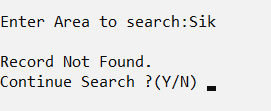 Enter Area to search:Sik
Record Not Found.
Continue Search ?(Y/N)